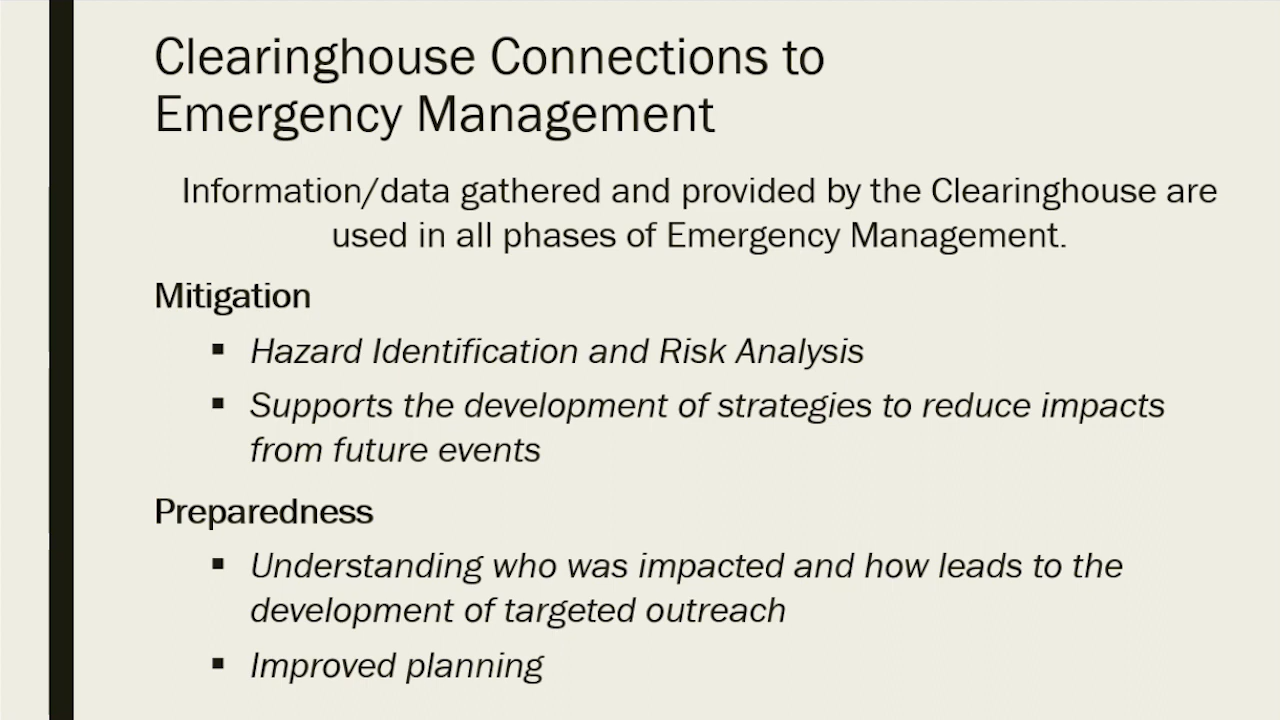 Clearinghouse Connections to
Emergency Management
Information/data gathered and provided by the Clearinghouse are
used in all phases of Emergency Management.
Mitigation
▪ Hazard Identification and Risk Analysis
▪ Supports the development of strategies to reduce impacts
from future events
Preparedness
▪ Understanding who was impacted and how leads to the
development of targeted outreach
▪ Improved planning